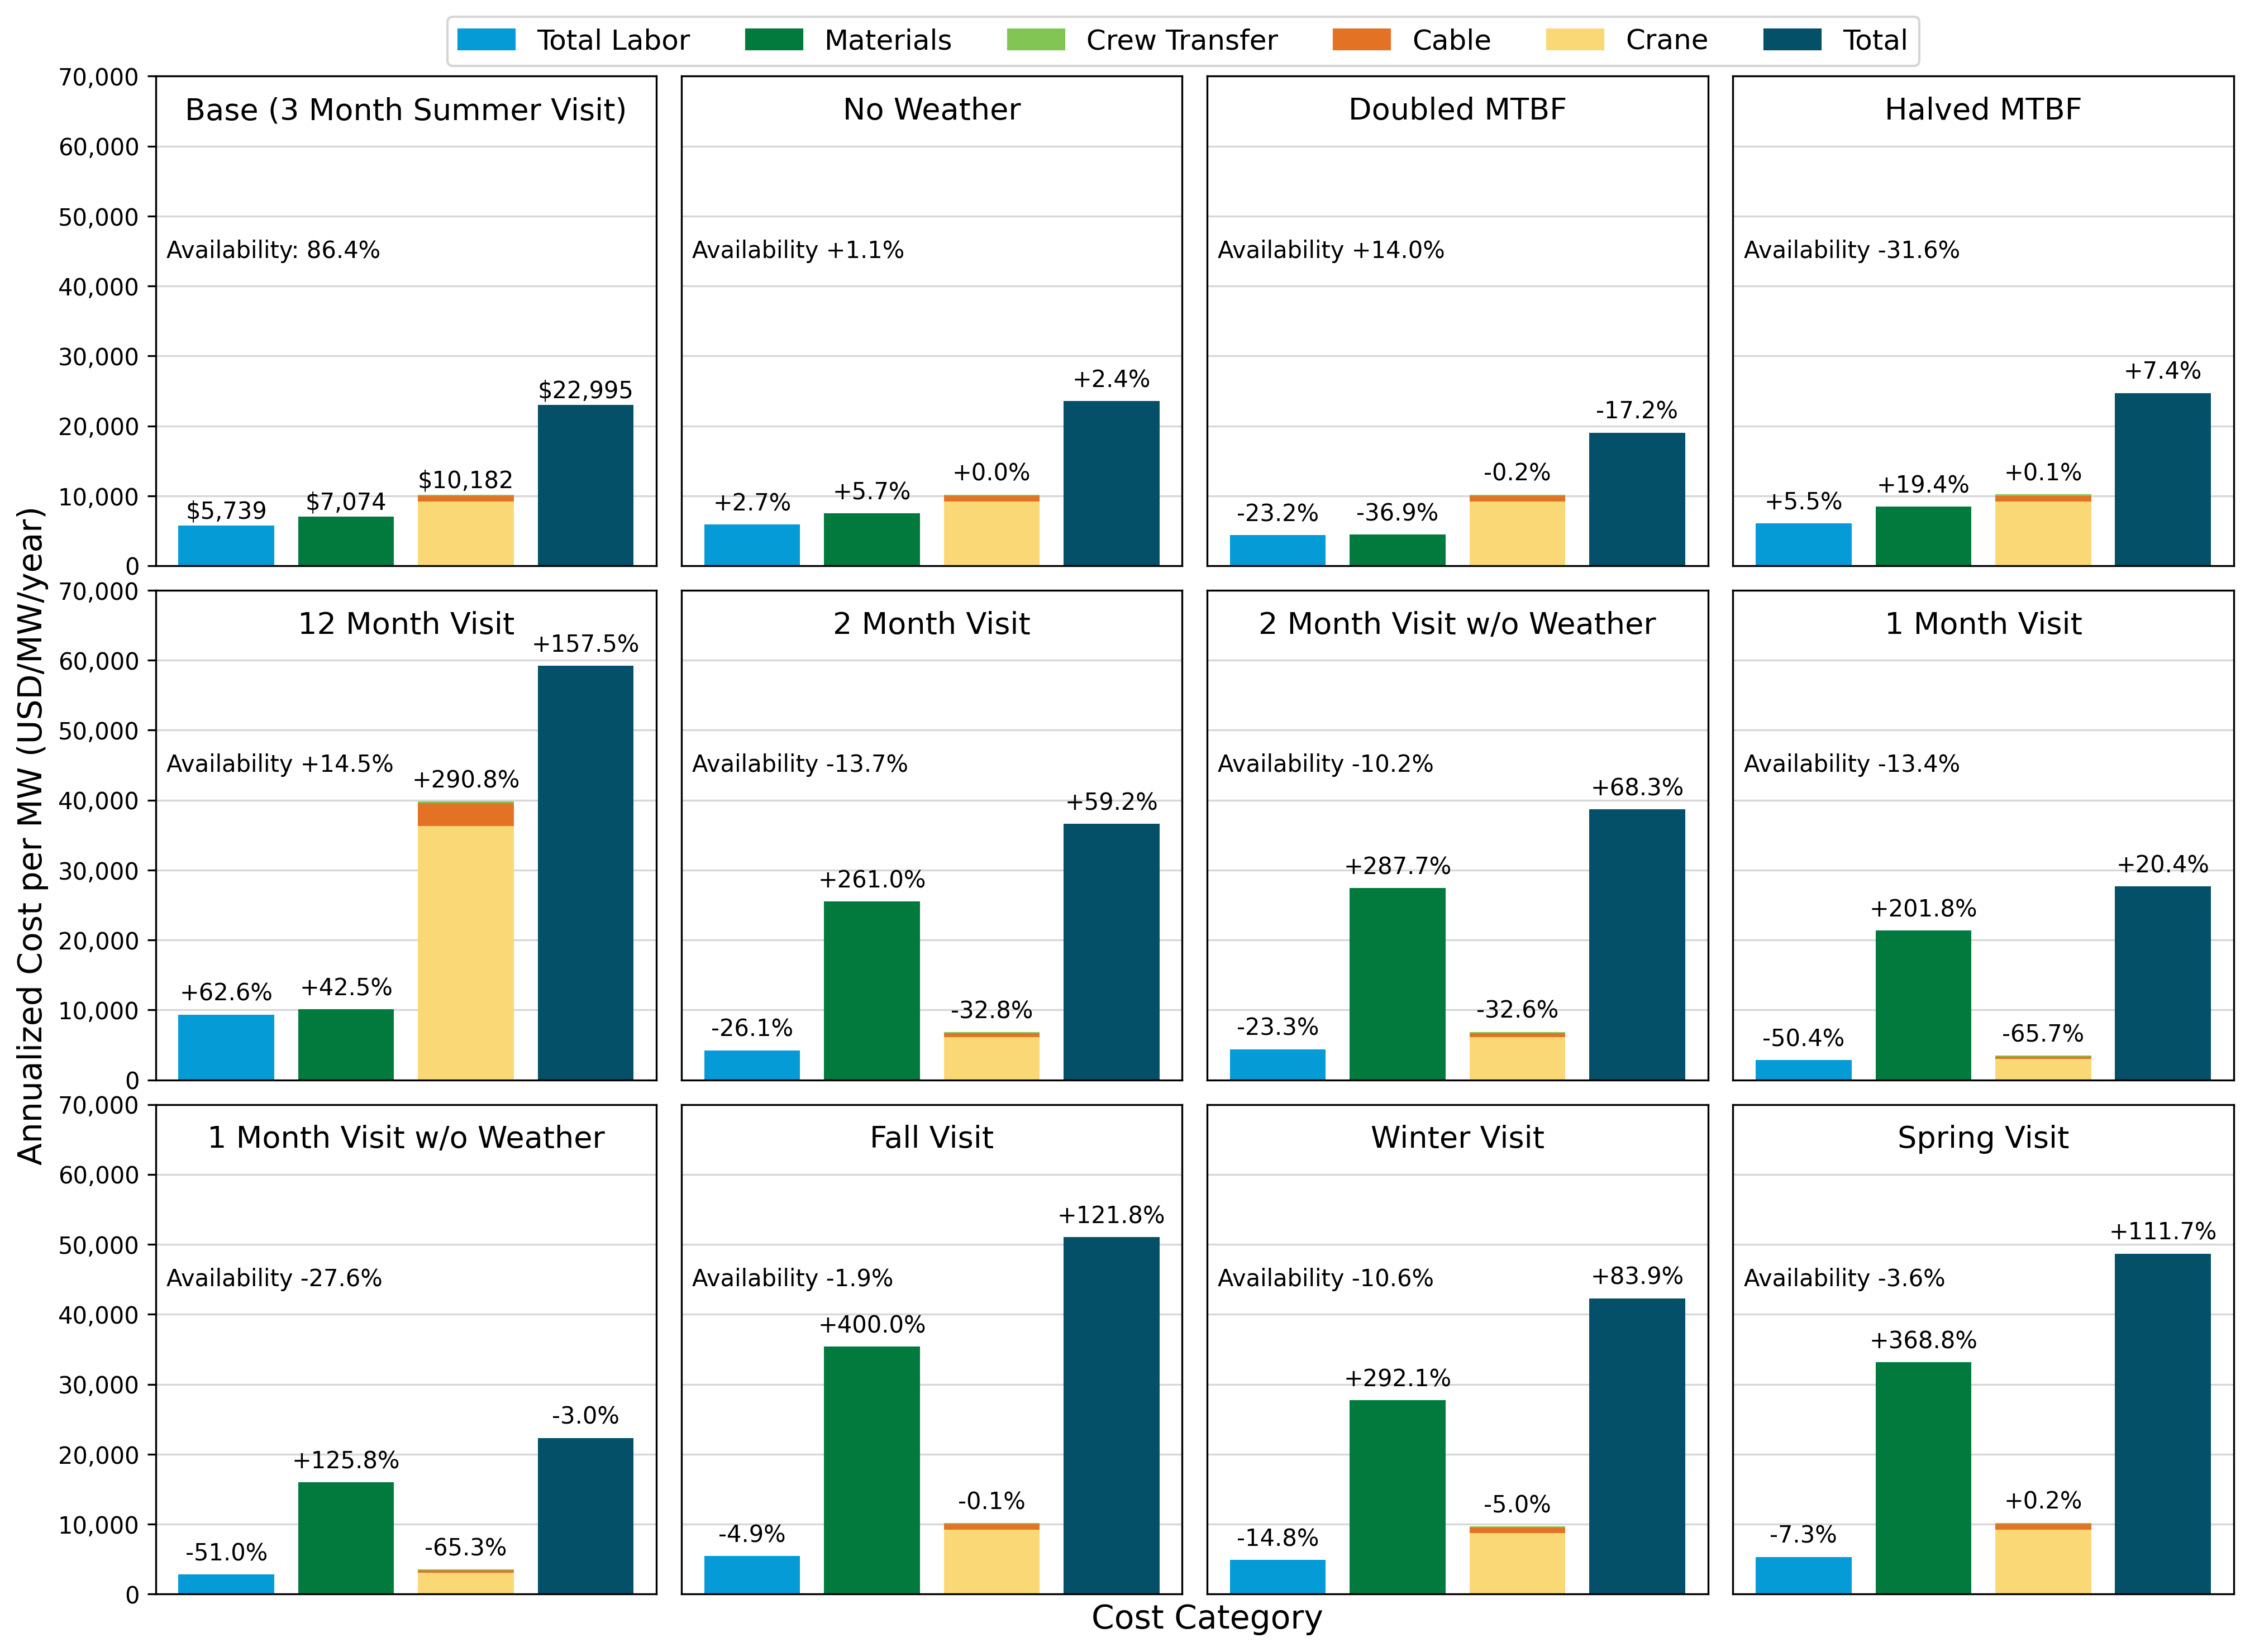 Total Labor Materials Crew Transfer Cable Crane Total
Annualized Cost per MW (USD/MW/year)
70,000
60,000
50,000
40,000
30,000
20,000
10,000
0
Base (3 Month Summer Visit)
Availability: 86.4%
$5,739
$7,074
$10,182
$22,995
No Weather
Availability +1.1%
+2.7%
+5.7%
+0.0%
+2.4%
Doubled MTBF
Availability +14.0%
-23.2%
-36.9%
-0.2%
-17.2%
Halved MTBF
Availability -31.6%
+5.5%
+19.4%
+0.1%
+7.4%
70,000
60,000
50,000
40,000
30,000
20,000
10,000
0
12 Month Visit
Availability +14.5%
+62.6%
+42.5%
+290.8%
+157.5%
2 Month Visit
Availability -13.7%
-26.1%
+261.0%
-32.8%
+59.2%
2 Month Visit w/o Weather
Availability -10.2%
-23.3%
+287.7%
-32.6%
+68.3%
1 Month Visit
Availability -13.4%
-50.4%
+201.8%
-65.7%
+20.4%
70,000
60,000
50,000
40,000
30,000
20,000
10,000
0
1 Month Visit w/o Weather
Availability -27.6%
-51.0%
+125.8%
-65.3%
-3.0%
Fall Visit
Availability -1.9%
-4.9%
+400.0%
-0.1%
+121.8%
Winter Visit
Availability -10.6%
-14.8%
+292.1%
-5.0%
+83.9%
Spring Visit
Availability -3.6%
-7.3%
+368.8%
+0.2%
+111.7%
Cost Category